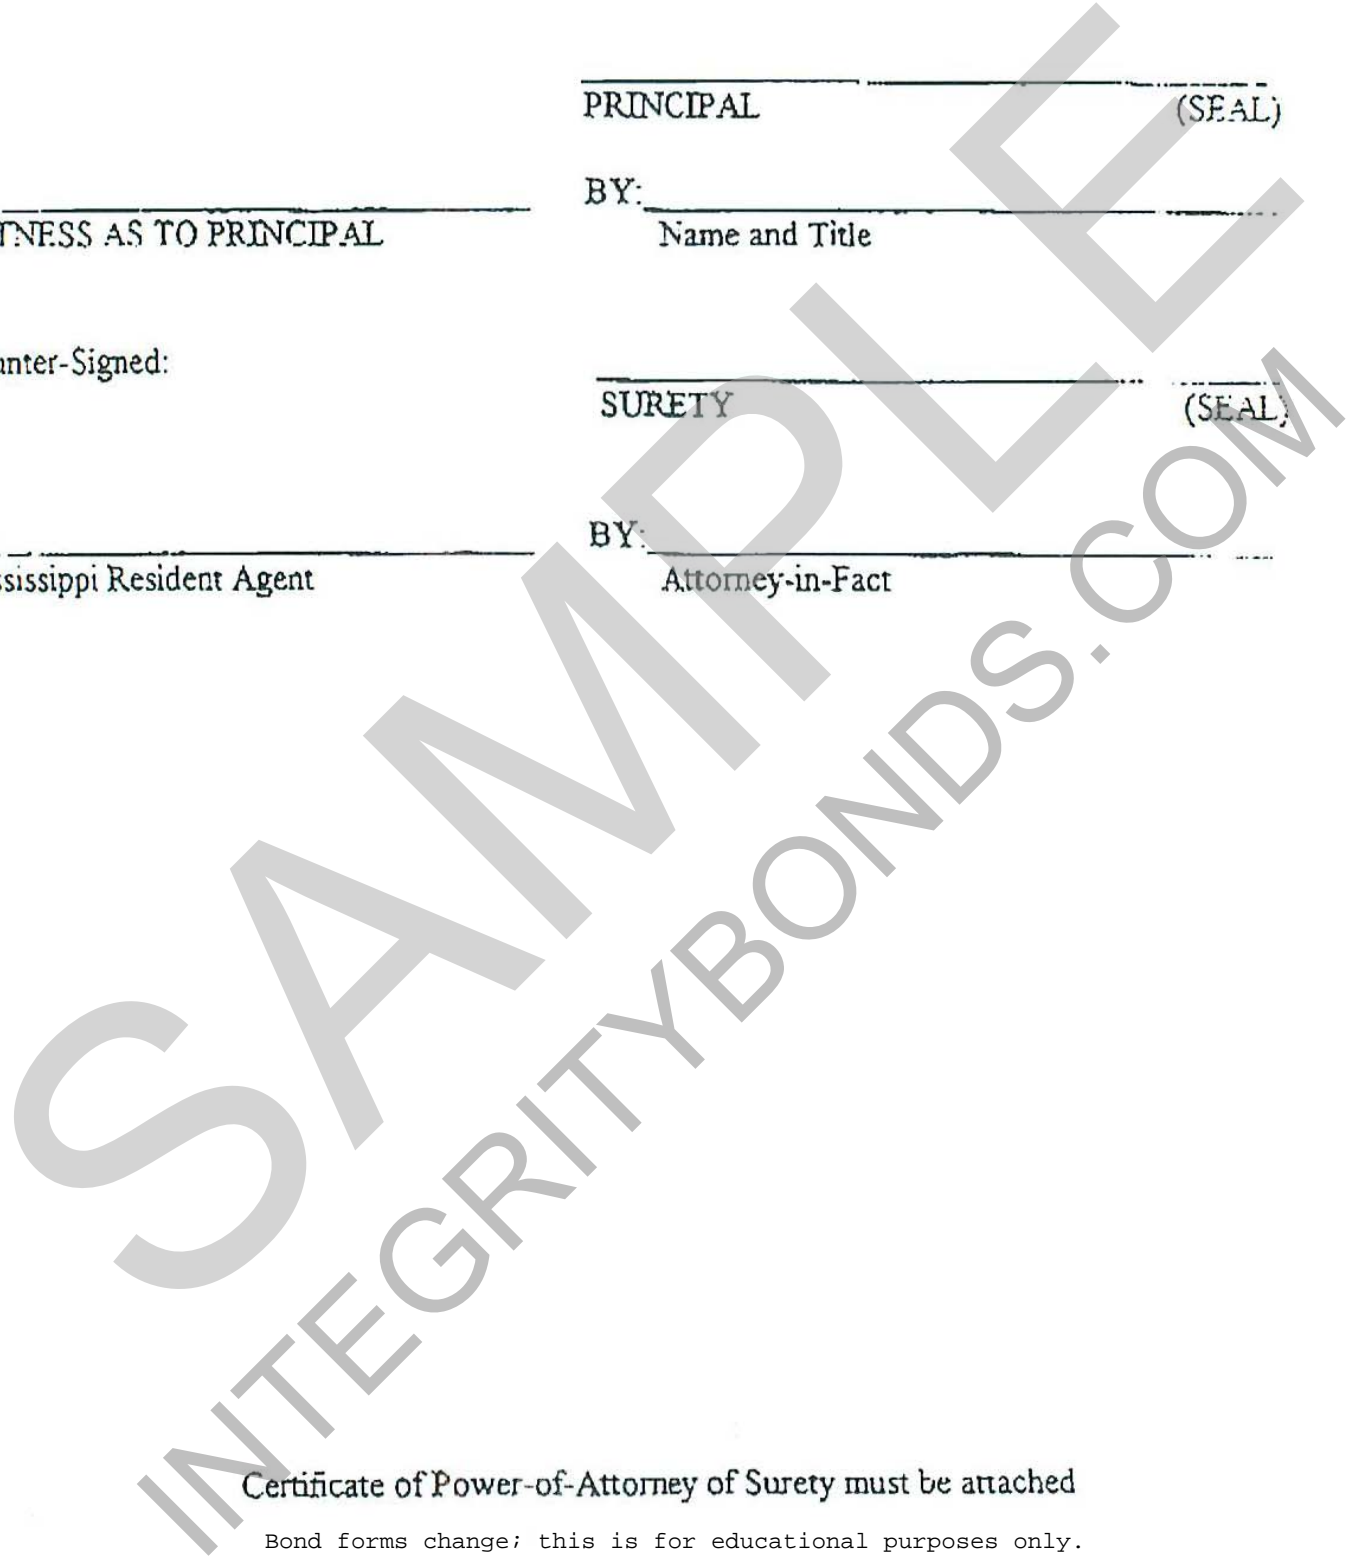 PRINCIPAL (SEAL)
BY:
TNESS AS TO PRINCIPAL Name and Title
unter-Signed:
SURETY (SEAL)
BY:
ssissippi Resident Agent Attorney-in-Fact
SAMPLE
INTEGRITYBONDS.COM
Certificate of Power-of-Attorney of Surety must be attached
Bond forms change; this is for educational purposes only.